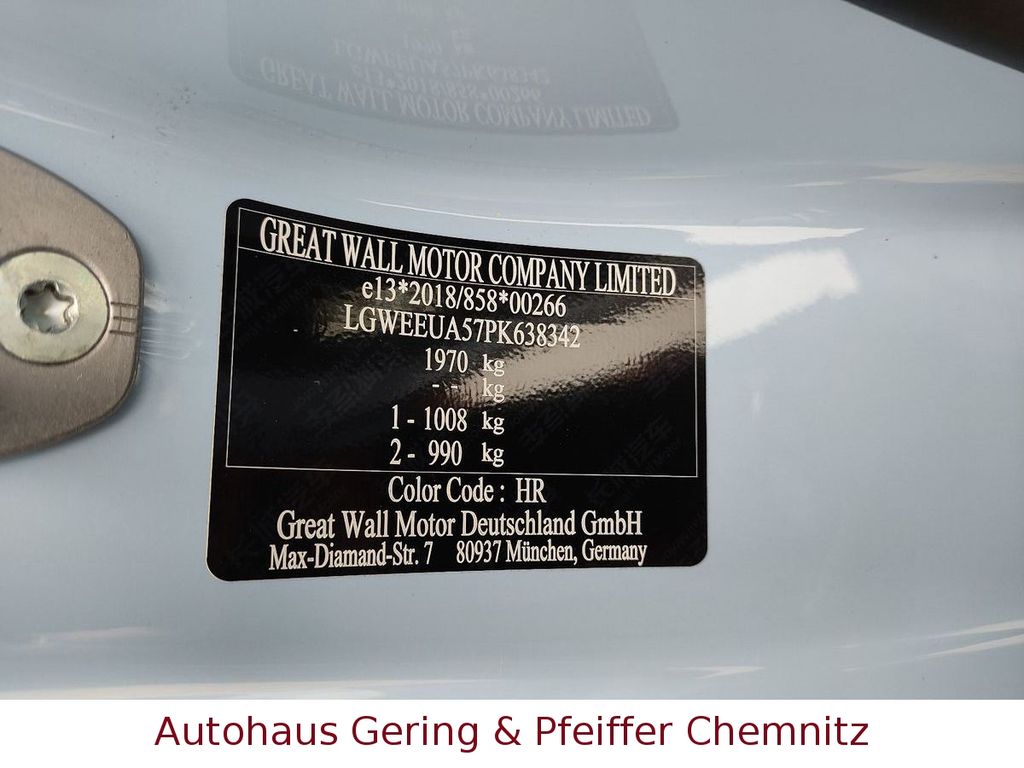 GREAT WALL MOTOR COMPANY LIMITED
e13*2018/858*00266
LGWEEUA57PK638342
1970 kg
- - kg
1 - 1008 kg
2 - 990 kg
Color Code : HR
Great Wall Motor Deutschland GmbH
Max-Diamand-Str. 7 80937 München, Germany
Autohaus Gering & Pfeiffer Chemnitz